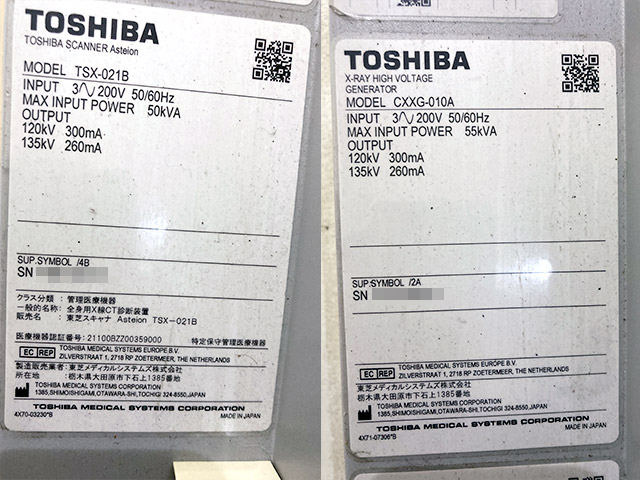 TOSHIBA
TOSHIBA SCANNER Asteion
MODEL TSX-021B
INPUT 3~ 200V 50/60Hz
MAX INPUT POWER 50kVA
OUTPUT
120kV 300mA
135kV 260mA
SUP.SYMBOL /4B
SN
クラス分類: 管理医療機器
一般的名称: 全身用X線CT診断装置
販売名: 東芝スキャナ Asteion TSX-021B
医療機器認証番号: 21100BZZ00359000 特定保守管理医療機器
EC REP TOSHIBA MEDICAL SYSTEMS EUROPE B.V.
ZILVERSTRAAT 1, 2718 RP ZOETERMEER, THE NETHERLANDS
製造販売業者: 東芝メディカルシステムズ株式会社
所在地: 栃木県大田原市下石上1385番地
TOSHIBA MEDICAL SYSTEMS CORPORATION
1385, SHIMOISHIGAMI, OTAWARA-SHI, TOCHIGI 324-8550, JAPAN
TOSHIBA MEDICAL SYSTEMS CORPORATION
4X70-03230*B MADE IN JAPAN
TOSHIBA
X-RAY HIGH VOLTAGE
GENERATOR
MODEL CXXG-010A
INPUT 3~ 200V 50/60Hz
MAX INPUT POWER 55kVA
OUTPUT
120kV 300mA
135kV 260mA
SUP.SYMBOL /2A
SN
EC REP TOSHIBA MEDICAL SYSTEMS EUROPE B.V.
ZILVERSTRAAT 1, 2718 RP ZOETERMEER, THE NETHERLANDS
東芝メディカルシステムズ株式会社
栃木県大田原市下石上1385番地
TOSHIBA MEDICAL SYSTEMS CORPORATION
1385, SHIMOISHIGAMI, OTAWARA-SHI, TOCHIGI 324-8550, JAPAN
TOSHIBA MEDICAL SYSTEMS CORPORATION
4X71-07306*B MADE IN JAPAN